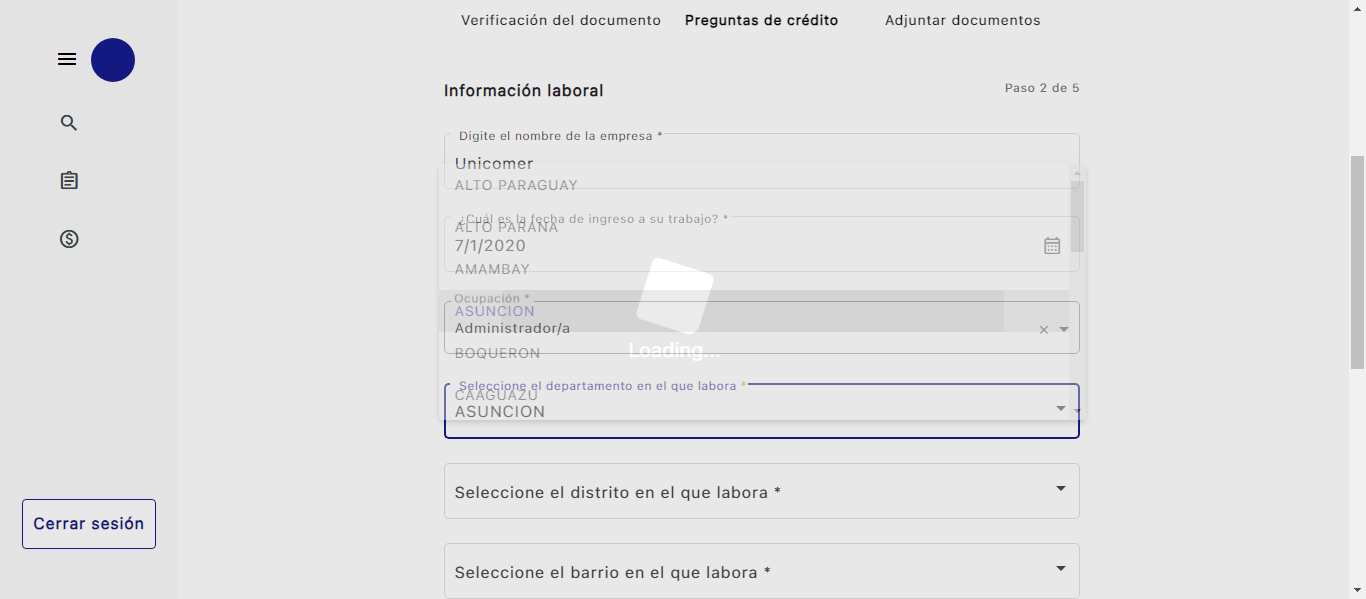 Verificación del documento
Preguntas de crédito
Adjuntar documentos
Información laboral
Paso 2 de 5
Digite el nombre de la empresa *
Unicomer
ALTO PARAGUAY
¿Cuál es la fecha de ingreso a su trabajo? *
ALTO PARANA
7/1/2020
AMAMBAY
Ocupación *
ASUNCION
Administrador/a
Loading...
BOQUERON
Seleccione el departamento en el que labora *
CAAGUAZU
ASUNCION
Seleccione el distrito en el que labora *
Cerrar sesión
Seleccione el barrio en el que labora *